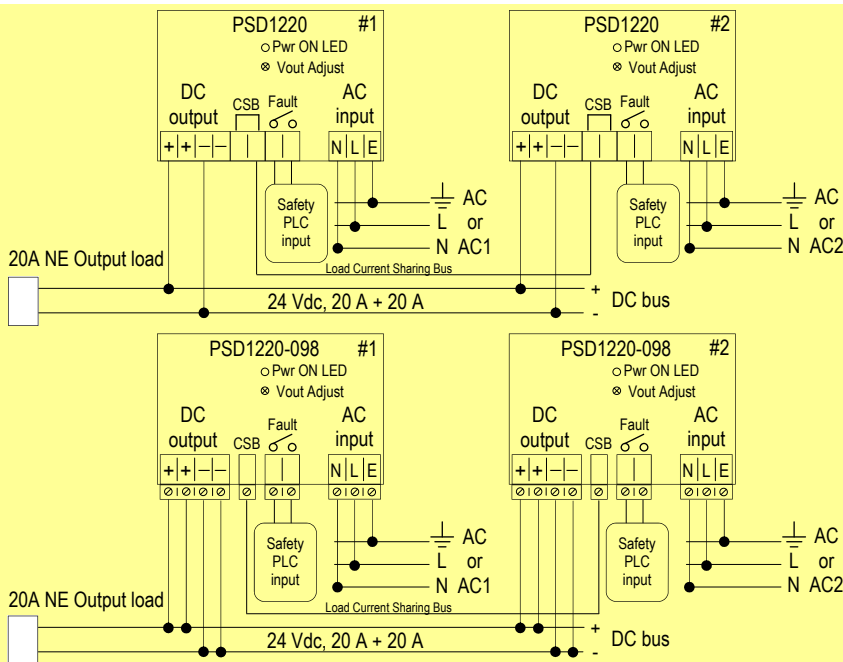 PSD1220 #1
Pwr ON LED
Vout Adjust
DC output
CSB
Fault
AC input
+ + — —
N L E
Safety PLC input
AC
L or
N AC1
PSD1220 #2
Pwr ON LED
Vout Adjust
DC output
CSB
Fault
AC input
+ + — —
N L E
Safety PLC input
AC
L or
N AC2
20A NE Output load
Load Current Sharing Bus
24 Vdc, 20 A + 20 A
+
-
DC bus
PSD1220-098 #1
Pwr ON LED
Vout Adjust
DC output
CSB
Fault
AC input
+ + — —
N L E
Safety PLC input
AC
L or
N AC1
PSD1220-098 #2
Pwr ON LED
Vout Adjust
DC output
CSB
Fault
AC input
+ + — —
N L E
Safety PLC input
AC
L or
N AC2
20A NE Output load
Load Current Sharing Bus
24 Vdc, 20 A + 20 A
+
-
DC bus